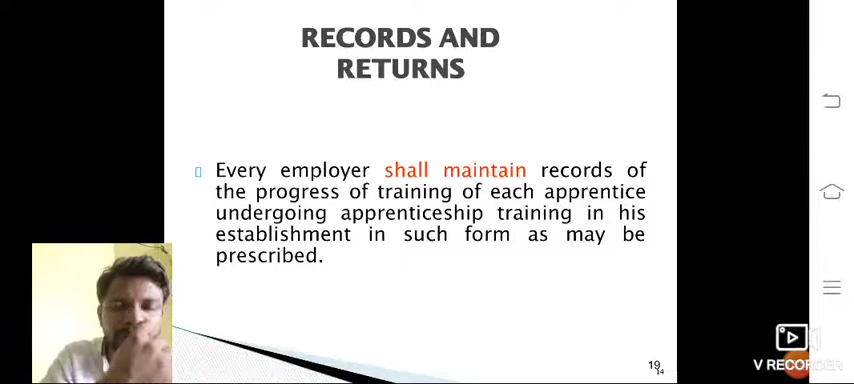 RECORDS AND
RETURNS
Every employer shall maintain records of
the progress of training of each apprentice
undergoing apprenticeship training in his
establishment in such form as may be
prescribed.
19
14
V RECORDER